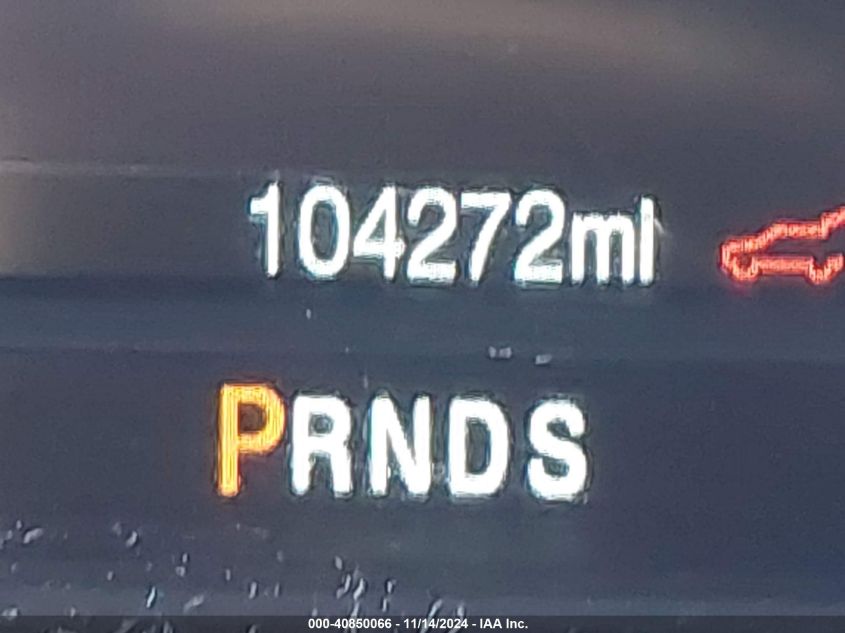 104272mi
PRNDS
000-40850066 - 11/14/2024 - IAA Inc.